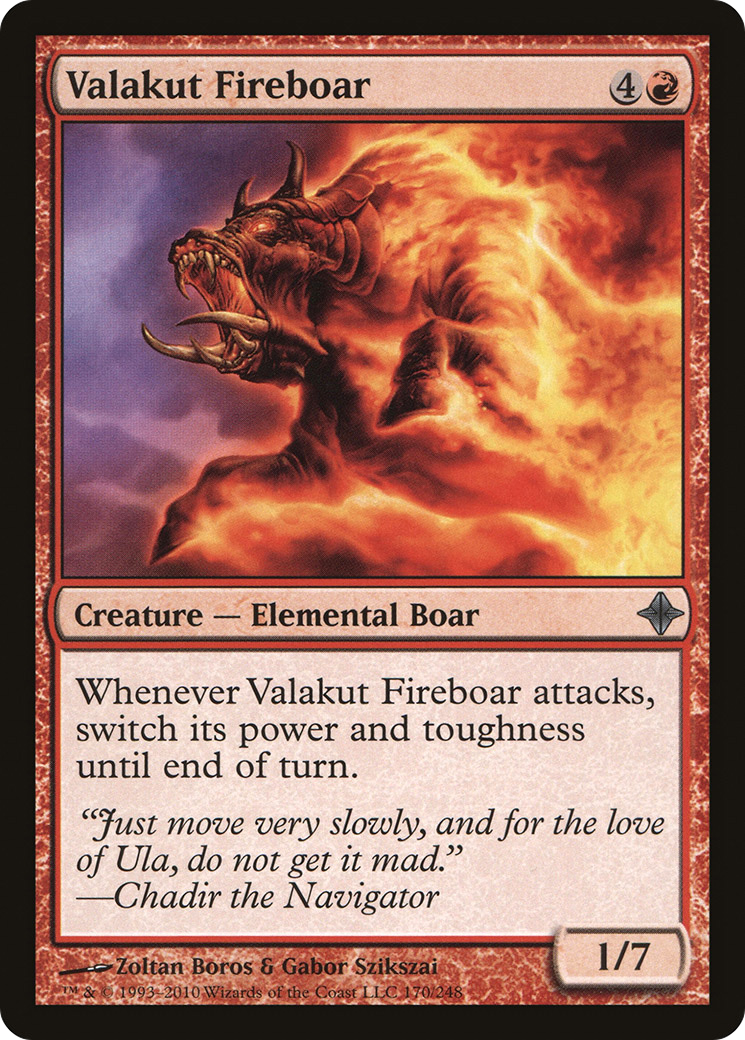 Valakut Fireboar 4
Creature — Elemental Boar
Whenever Valakut Fireboar attacks,
switch its power and toughness
until end of turn.
“Just move very slowly, and for the love
of Ula, do not get it mad.”
—Chadir the Navigator
1/7
Zoltan Boros & Gabor Szikszai
™ & © 1993–2010 Wizards of the Coast LLC 170/248